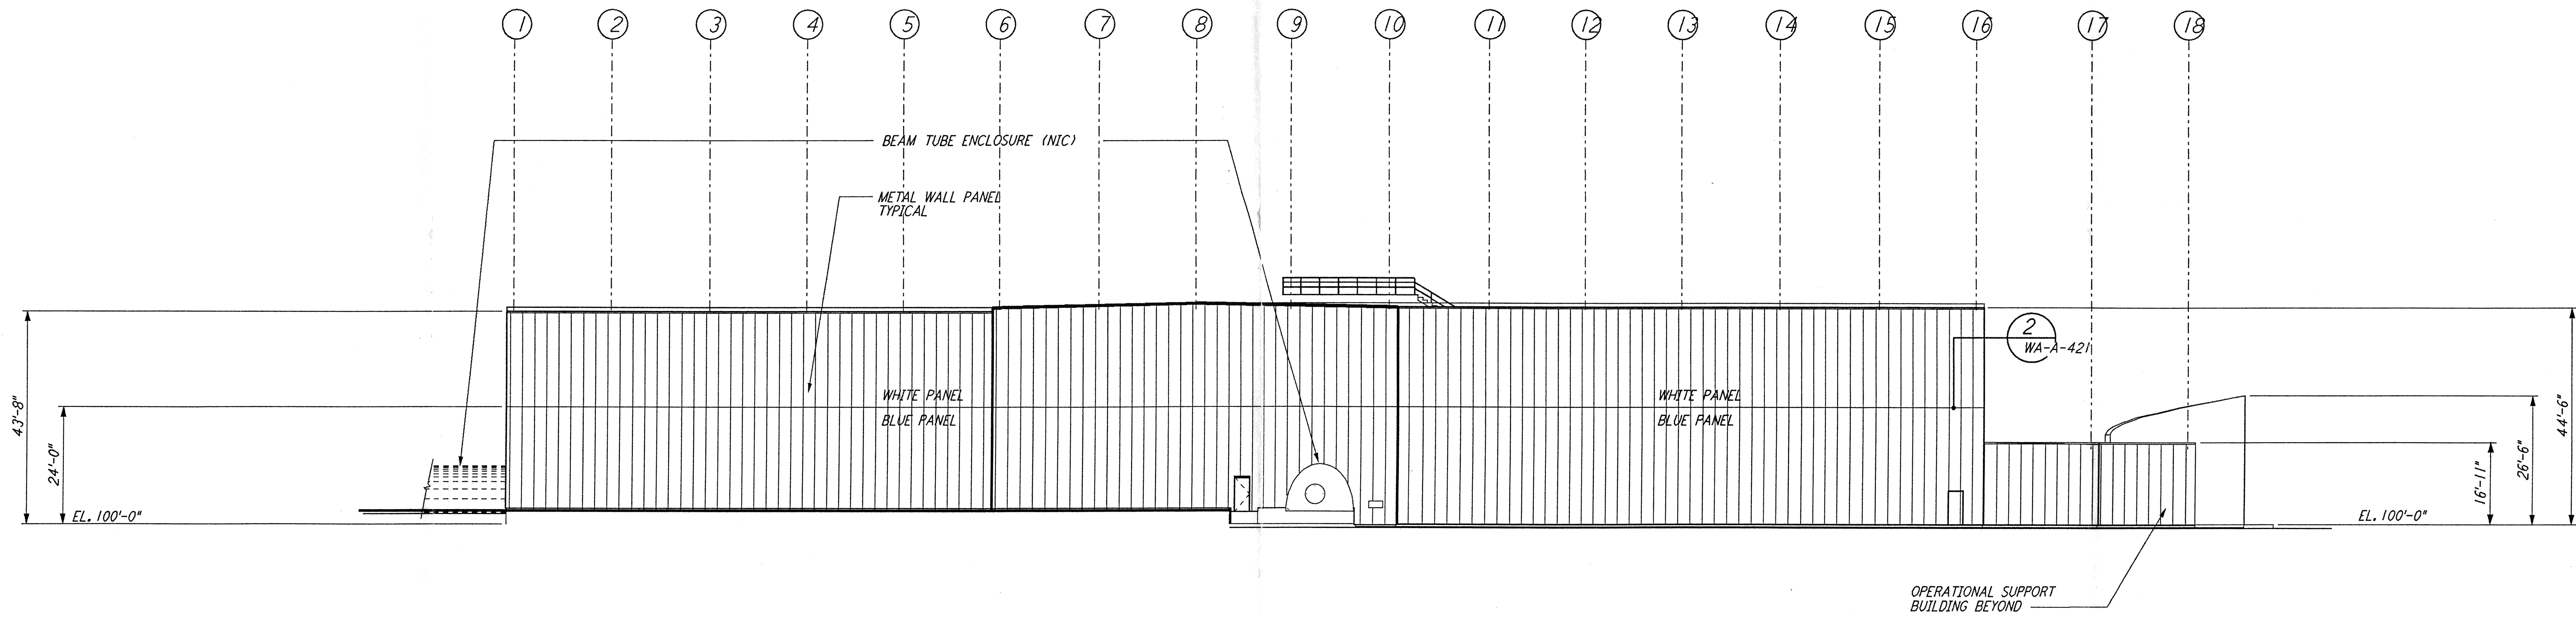 1 2 3 4 5 6 7 8 9 10 11 12 13 14 15 16 17 18
BEAM TUBE ENCLOSURE (NIC)
METAL WALL PANEL
TYPICAL
2
WA-A-421
WHITE PANEL
BLUE PANEL
WHITE PANEL
BLUE PANEL
43'-8"
24'-0"
EL. 100'-0"
EL. 100'-0"
16'-11"
26'-6"
44'-6"
OPERATIONAL SUPPORT
BUILDING BEYOND